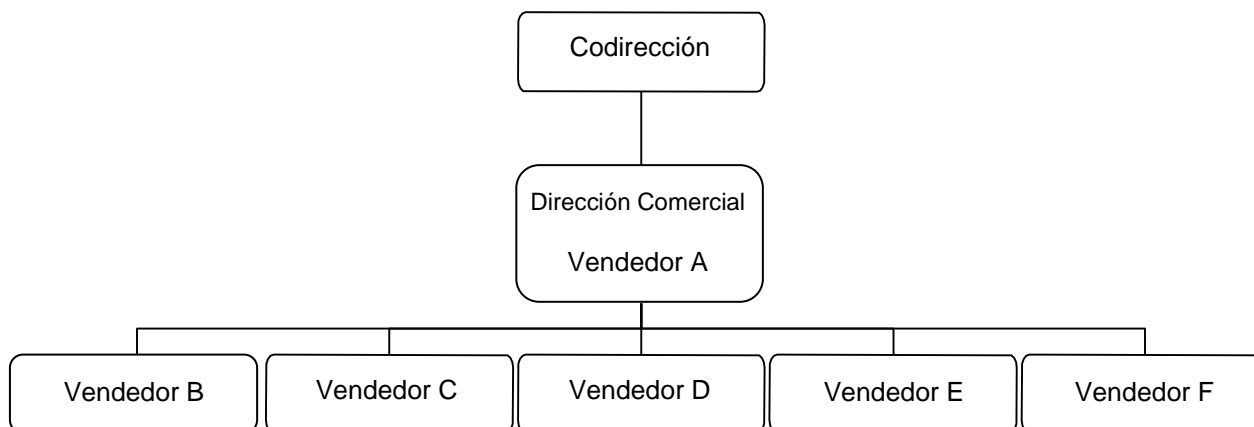 Codirección
Dirección Comercial
Vendedor A
Vendedor B
Vendedor C
Vendedor D
Vendedor E
Vendedor F